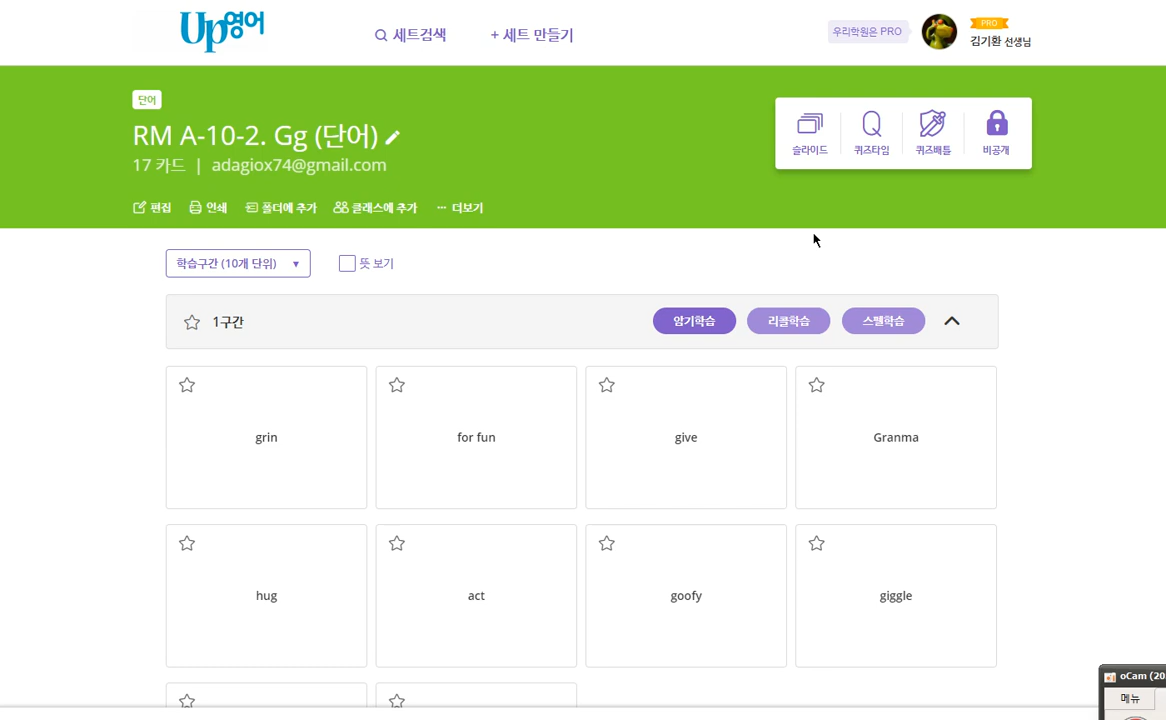 Up영어
세트검색
+ 세트 만들기
우리학원은 PRO
PRO
김기환 선생님
단어
RM A-10-2. Gg (단어)
17 카드 | adagiox74@gmail.com
슬라이드
퀴즈타임
퀴즈배틀
비공개
편집
인쇄
폴더에 추가
클래스에 추가
··· 더보기
학습구간 (10개 단위) ▼
뜻 보기
1구간
암기학습
리콜학습
스펠학습
grin
for fun
give
Granma
hug
act
goofy
giggle
oCam (20
메뉴